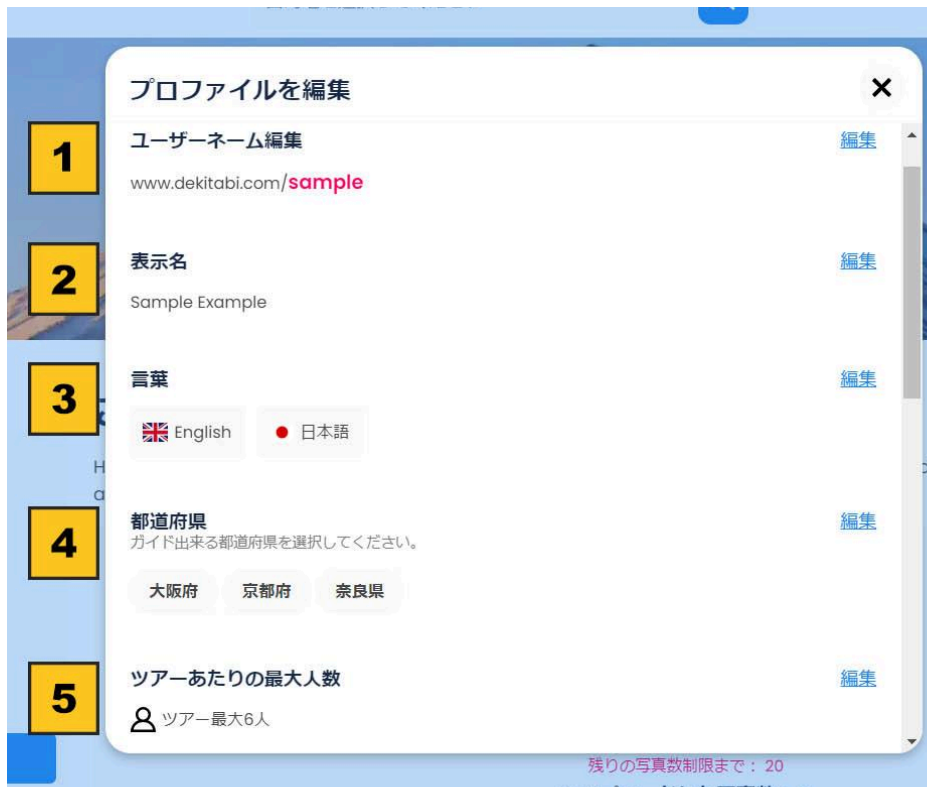 プロファイルを編集
1
ユーザーネーム編集 編集
www.dekitabi.com/sample
2
表示名 編集
Sample Example
3
言葉 編集
English 日本語
H
a
4
都道府県 編集
ガイド出来る都道府県を選択してください。
大阪府 京都府 奈良県
5
ツアーあたりの最大人数 編集
ツアー最大6人
残りの写真数制限まで： 20